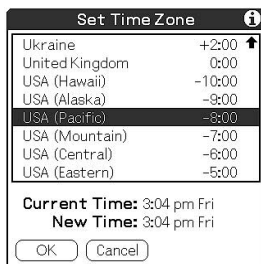 Set Time Zone
Ukraine +2:00
United Kingdom 0:00
USA (Hawaii) -10:00
USA (Alaska) -9:00
USA (Pacific) -8:00
USA (Mountain) -7:00
USA (Central) -6:00
USA (Eastern) -5:00
Current Time: 3:04 pm Fri
New Time: 3:04 pm Fri
OK Cancel